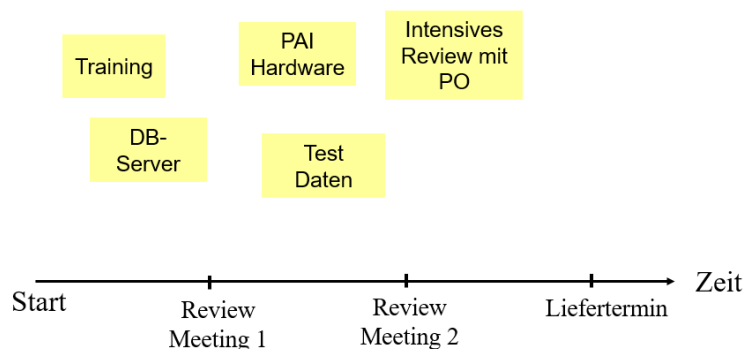 Training
DB-
Server
PAI
Hardware
Test
Daten
Intensives
Review mit
PO
Start
Review
Meeting 1
Review
Meeting 2
Liefertermin
Zeit